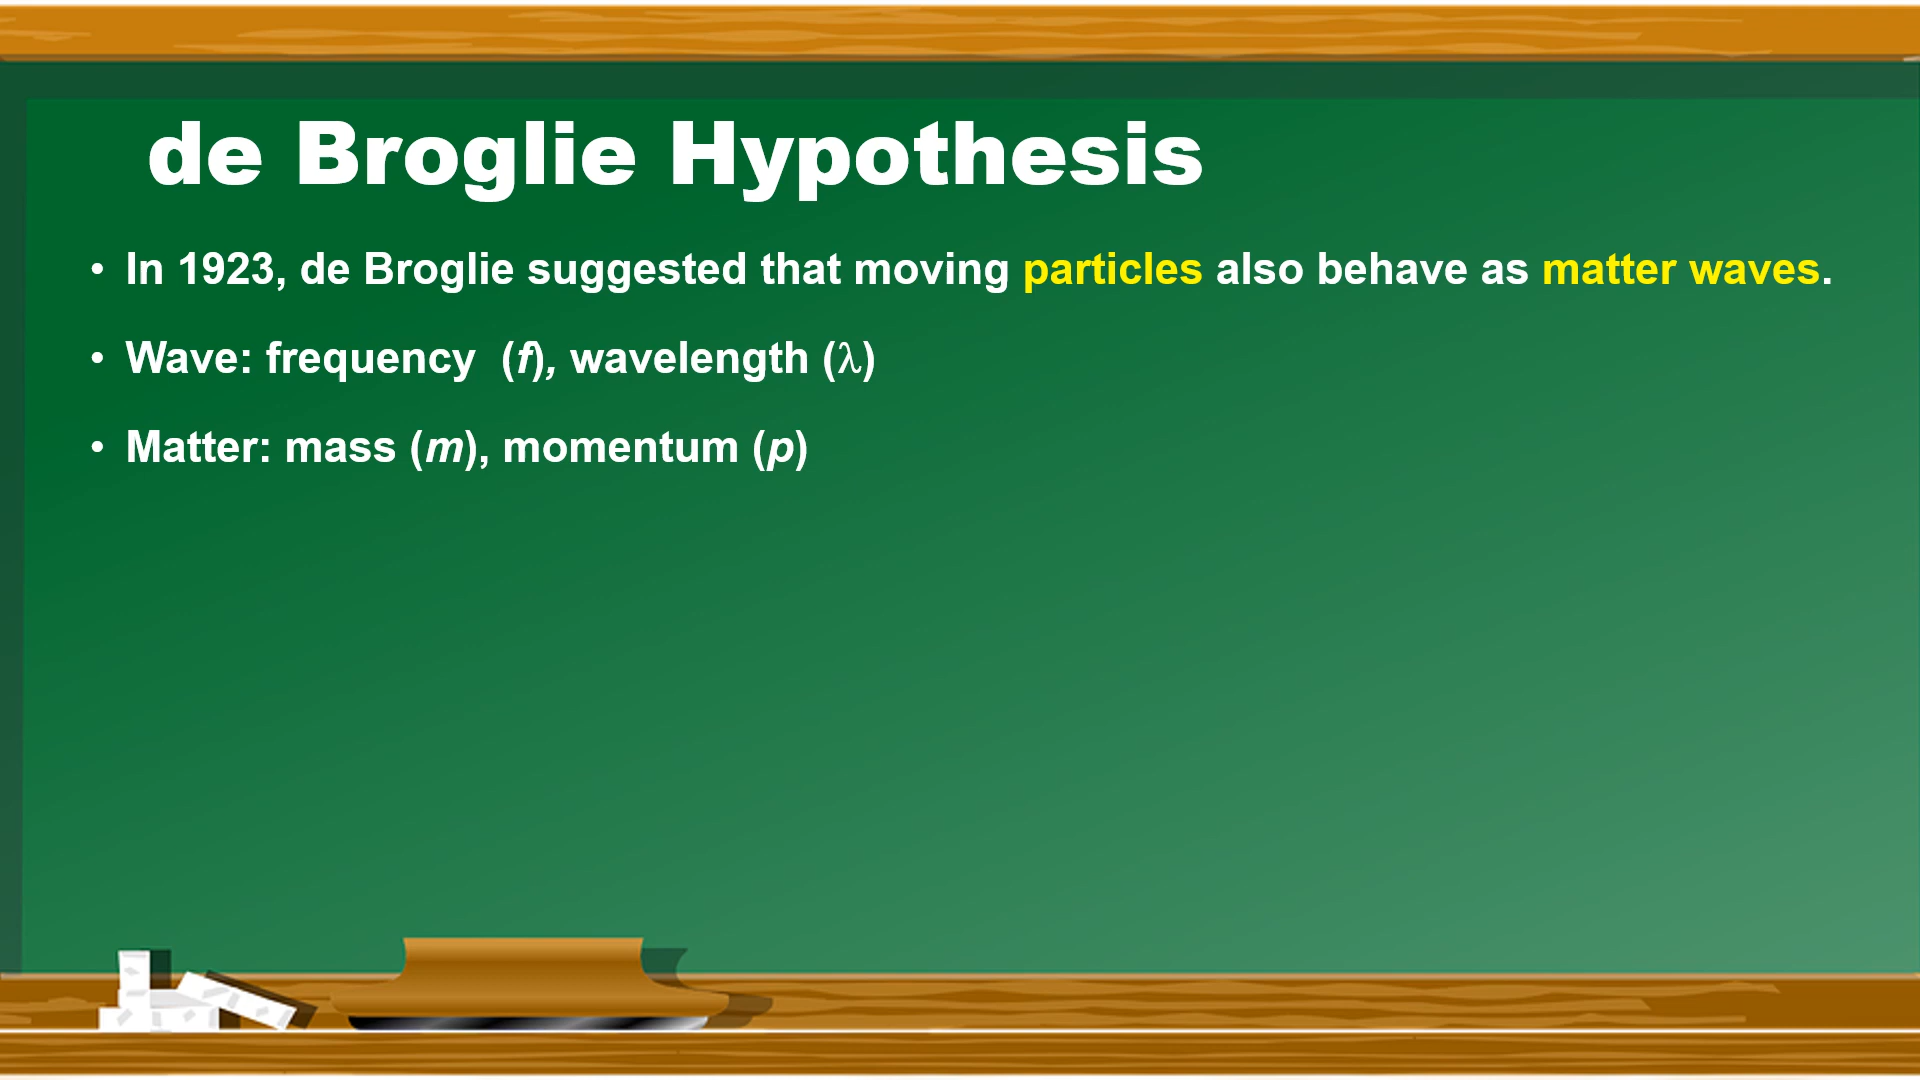 de Broglie Hypothesis
• In 1923, de Broglie suggested that moving particles also behave as matter waves.
• Wave: frequency  (f), wavelength (λ)
• Matter: mass (m), momentum (p)